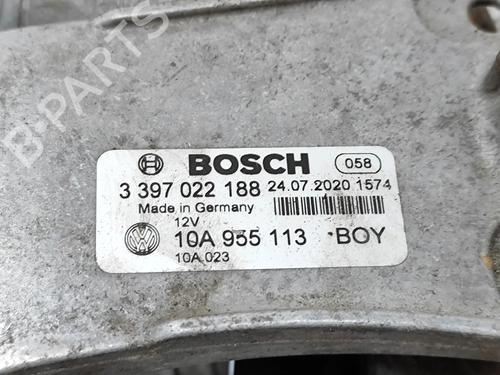 B-PARTS
BOSCH 058
3 397 022 188 24.07.2020 1574
Made in Germany
12V
10A 955 113 *BOY
10A 023